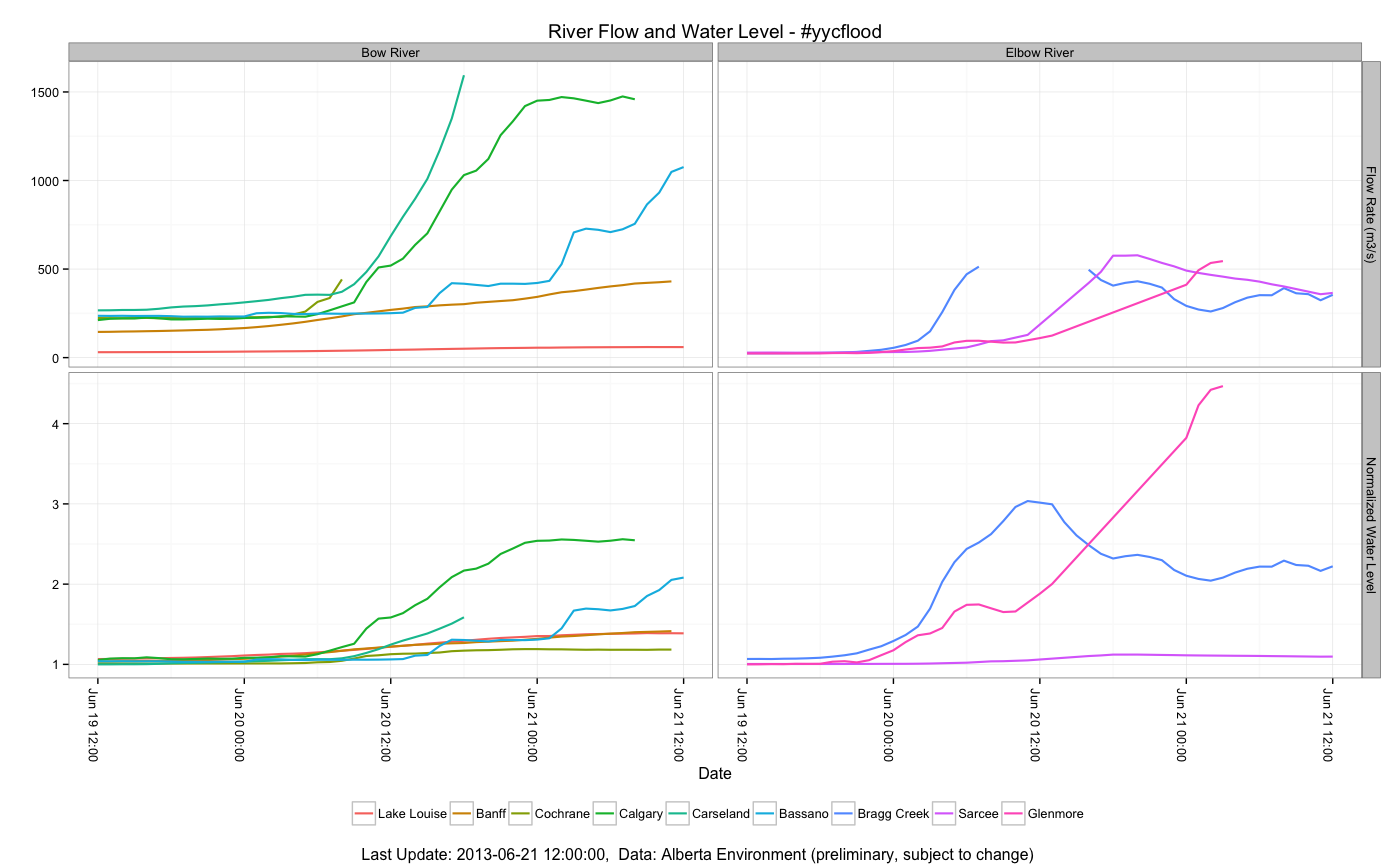 River Flow and Water Level - #yycflood
Bow River
Elbow River
1500
1000
500
0
Flow Rate (m3/s)
4
3
2
1
Normalized Water Level
Jun 19 12:00
Jun 20 00:00
Jun 20 12:00
Jun 21 00:00
Jun 21 12:00
Jun 19 12:00
Jun 20 00:00
Jun 20 12:00
Jun 21 00:00
Jun 21 12:00
Date
Lake Louise Banff Cochrane Calgary Carseland Bassano Bragg Creek Sarcee Glenmore
Last Update: 2013-06-21 12:00:00, Data: Alberta Environment (preliminary, subject to change)